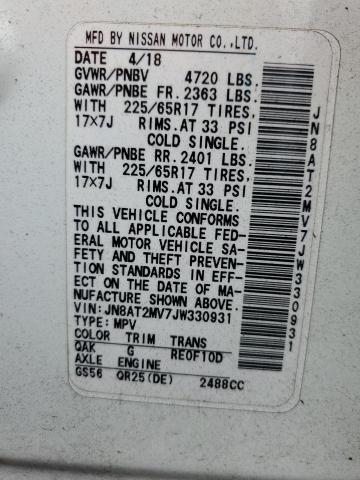 MFD BY NISSAN MOTOR CO.,LTD.
DATE 4/18
GVWR/PNBV 4720 LBS.
GAWR/PNBE FR. 2363 LBS.
WITH 225/65R17 TIRES,
17×7J RIMS.AT 33 PSI
COLD SINGLE.
GAWR/PNBE RR. 2401 LBS.
WITH 225/65R17 TIRES,
17×7J RIMS.AT 33 PSI
COLD SINGLE.
THIS VEHICLE CONFORMS
TO ALL APPLICABLE FED-
ERAL MOTOR VEHICLE SA-
FETY AND THEFT PREVEN-
TION STANDARDS IN EFF-
ECT ON THE DATE OF MA-
NUFACTURE SHOWN ABOVE.
VIN: JN8AT2MV7JW330931
TYPE: MPV
COLOR TRIM TRANS
QAK G RE0F10D
AXLE ENGINE
GS56 QR25(DE) 2488CC
JN8AT2MV7JW330931